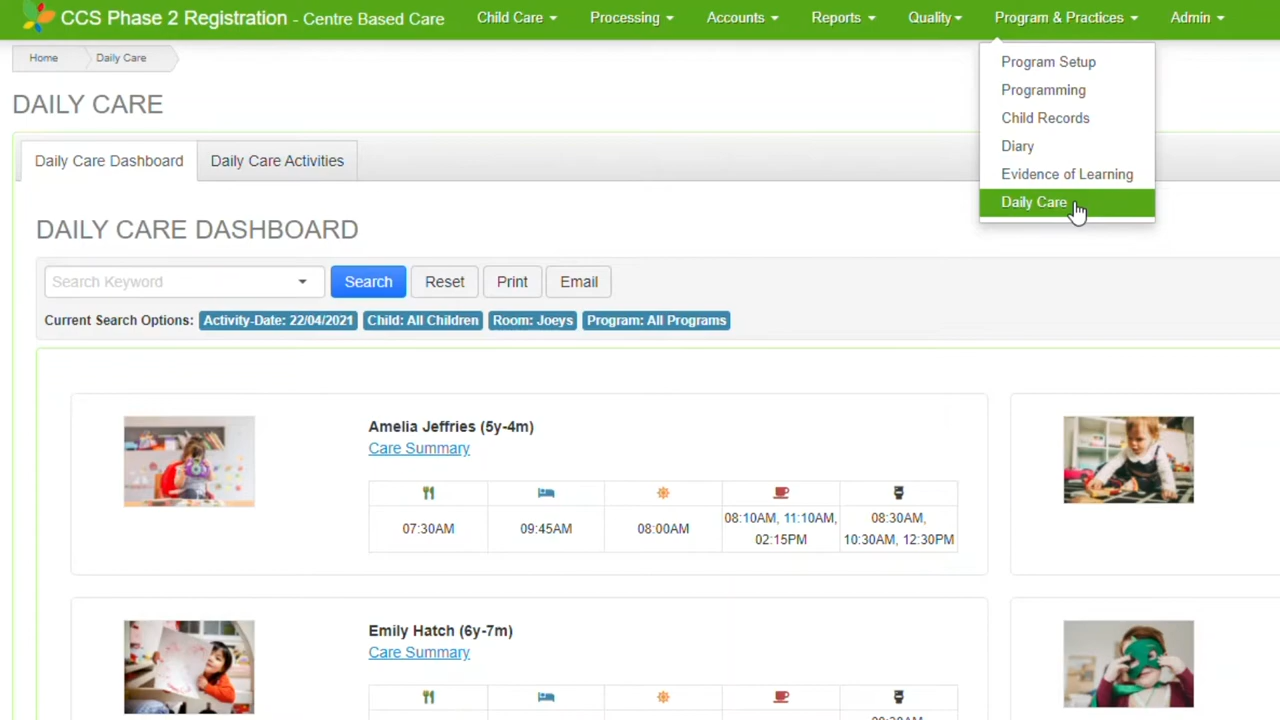 CCS Phase 2 Registration - Centre Based Care
Child Care
Processing
Accounts
Reports
Quality
Program & Practices
Admin
Home
Daily Care
Program Setup
Programming
Child Records
Diary
Evidence of Learning
Daily Care
DAILY CARE
Daily Care Dashboard
Daily Care Activities
DAILY CARE DASHBOARD
Search Keyword
Search
Reset
Print
Email
Current Search Options: Activity-Date: 22/04/2021 Child: All Children Room: Joeys Program: All Programs
Amelia Jeffries (5y-4m)
Care Summary
07:30AM
09:45AM
08:00AM
08:10AM, 11:10AM,
02:15PM
08:30AM,
10:30AM, 12:30PM
Emily Hatch (6y-7m)
Care Summary